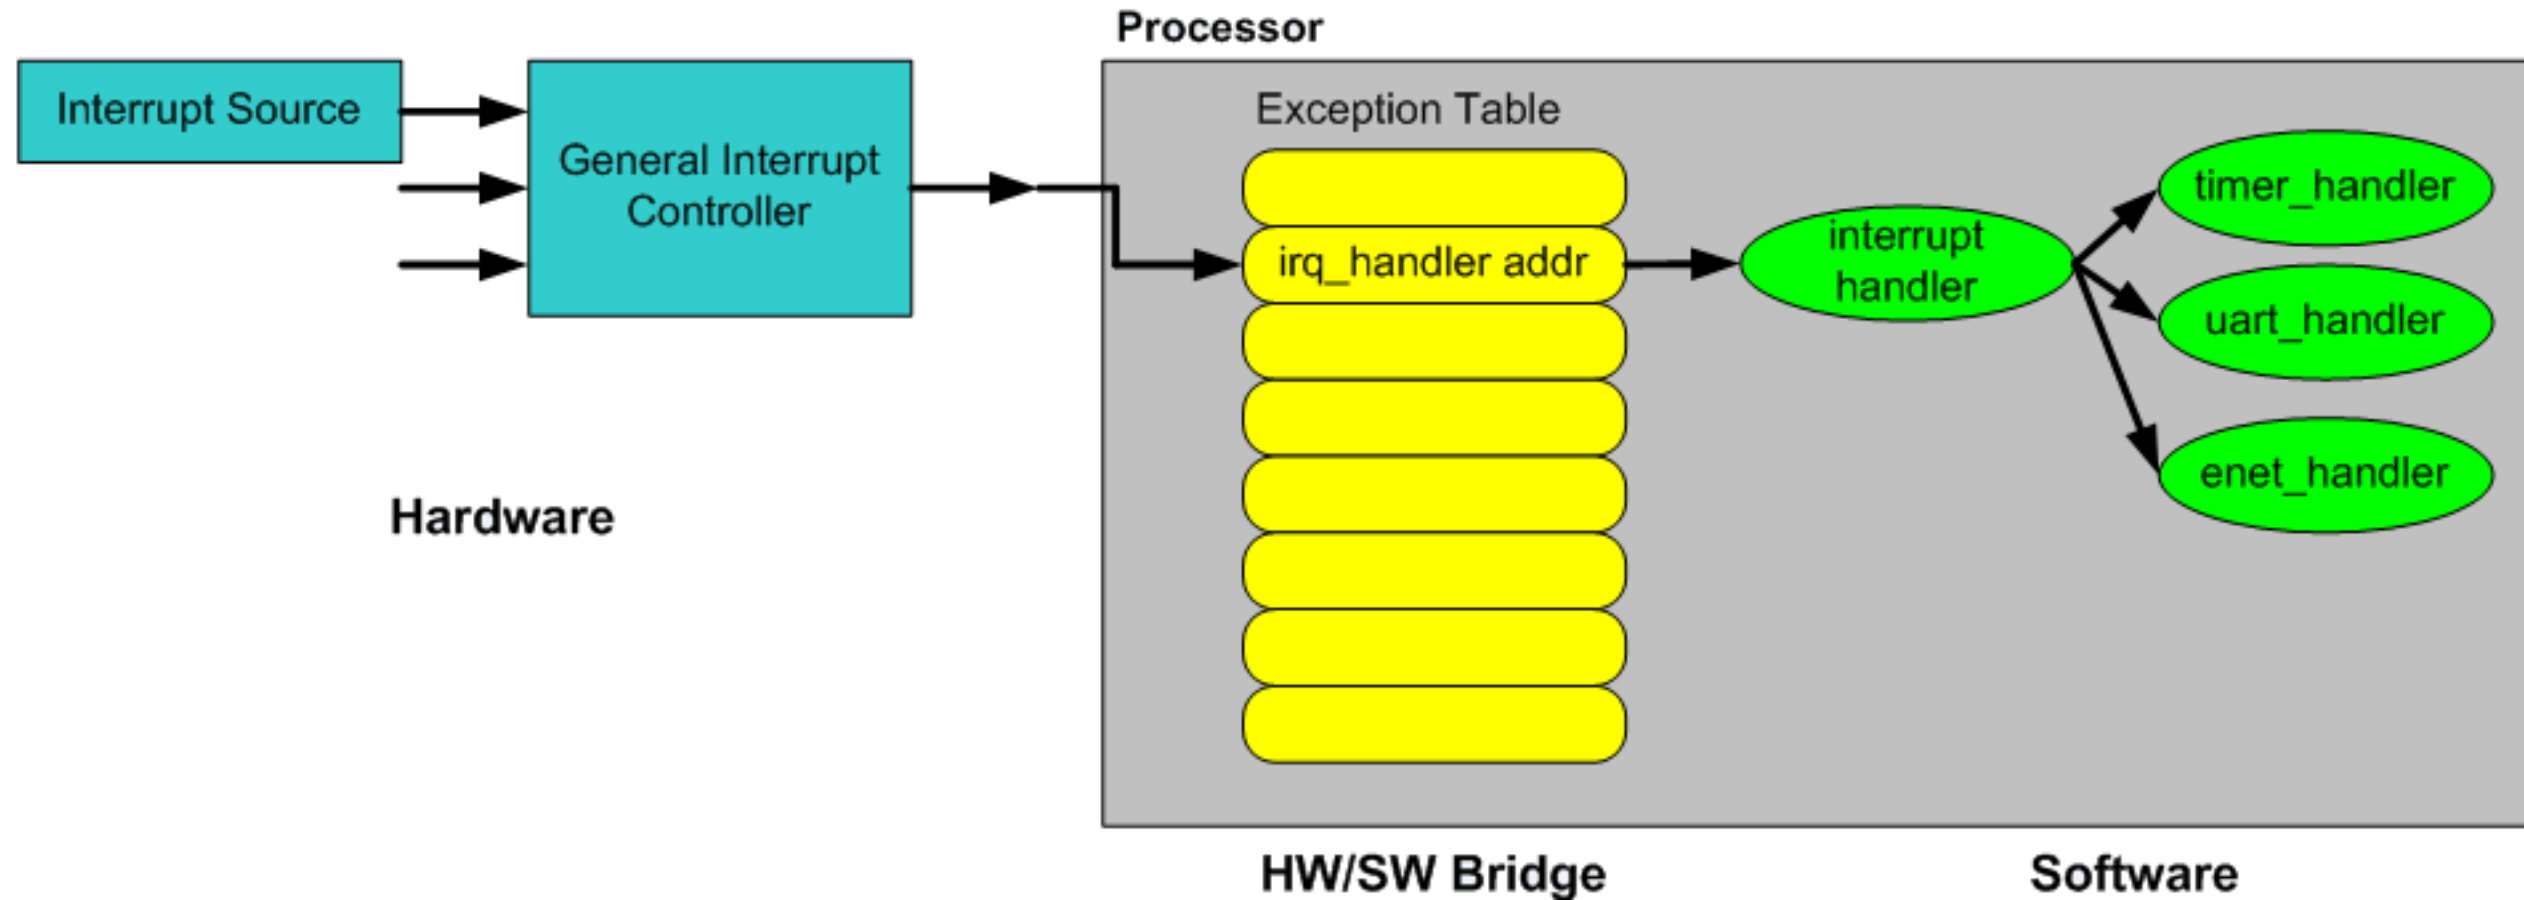 Processor
Interrupt Source
General Interrupt
Controller
Exception Table
irq_handler addr
interrupt
handler
timer_handler
uart_handler
enet_handler
Hardware
HW/SW Bridge
Software